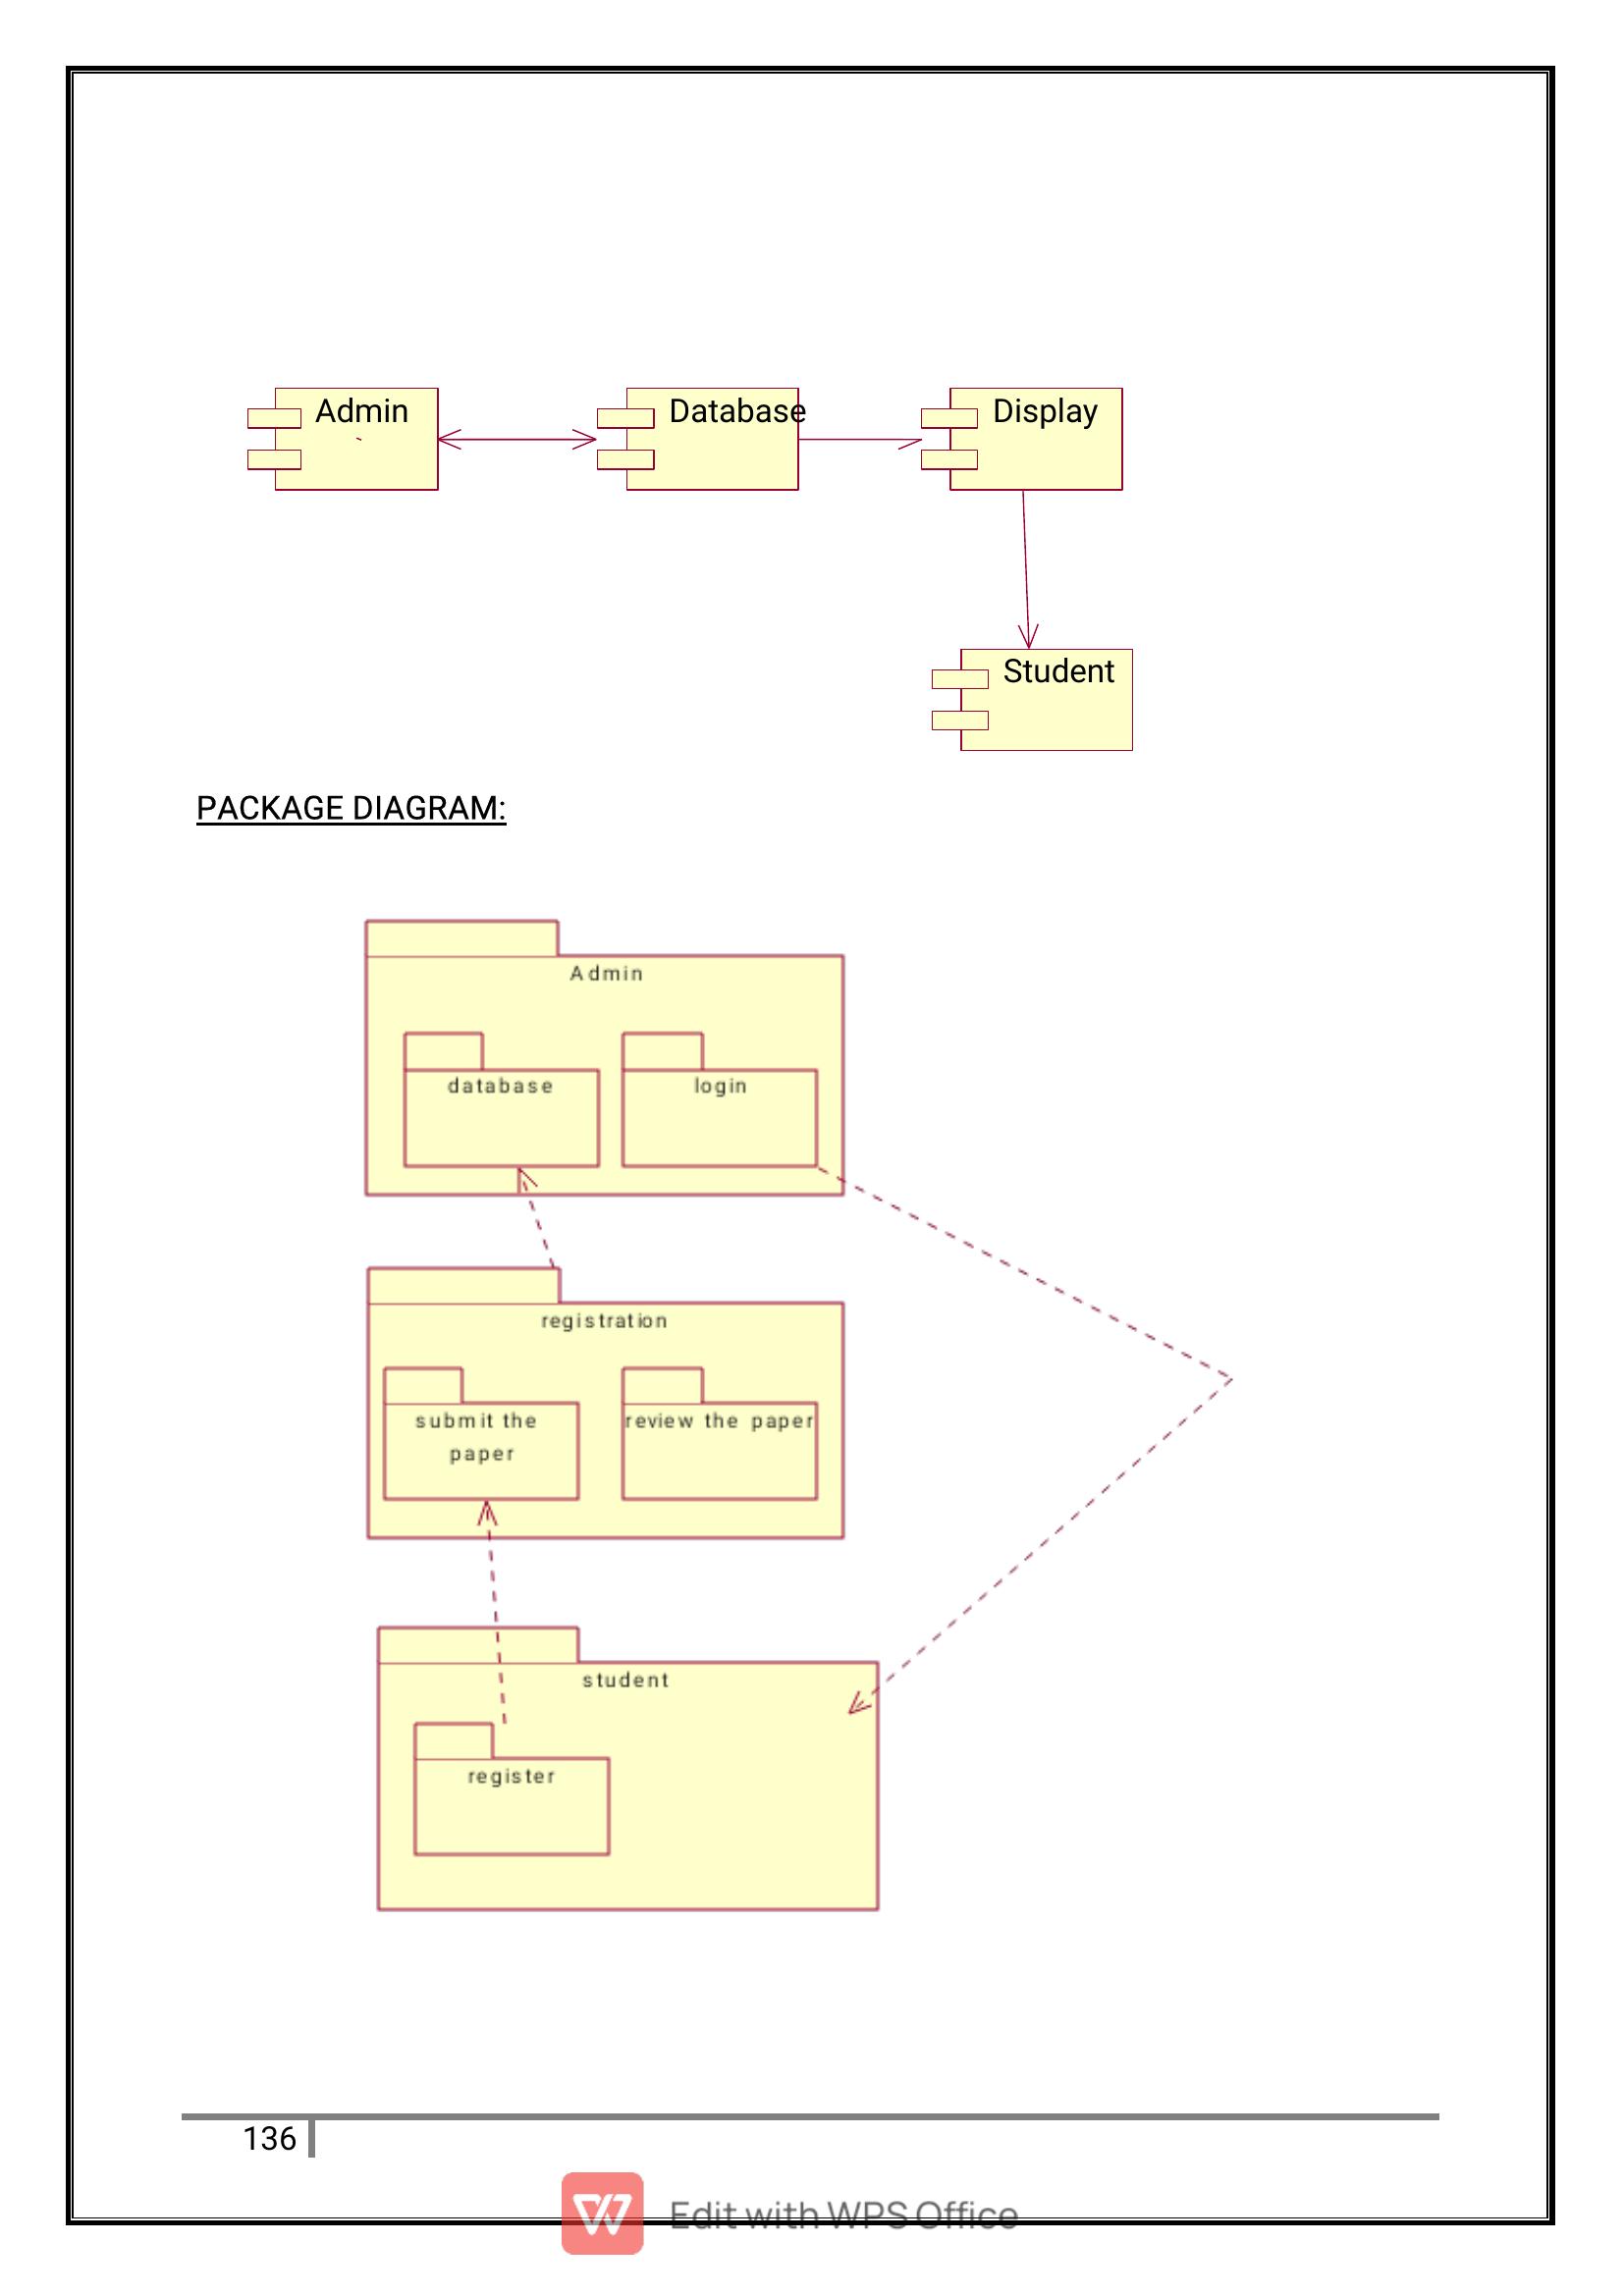 Admin
Database
Display
Student
PACKAGE DIAGRAM:
Admin
database
login
registration
submit the
paper
review the paper
student
register
136
Edit with WPS Office